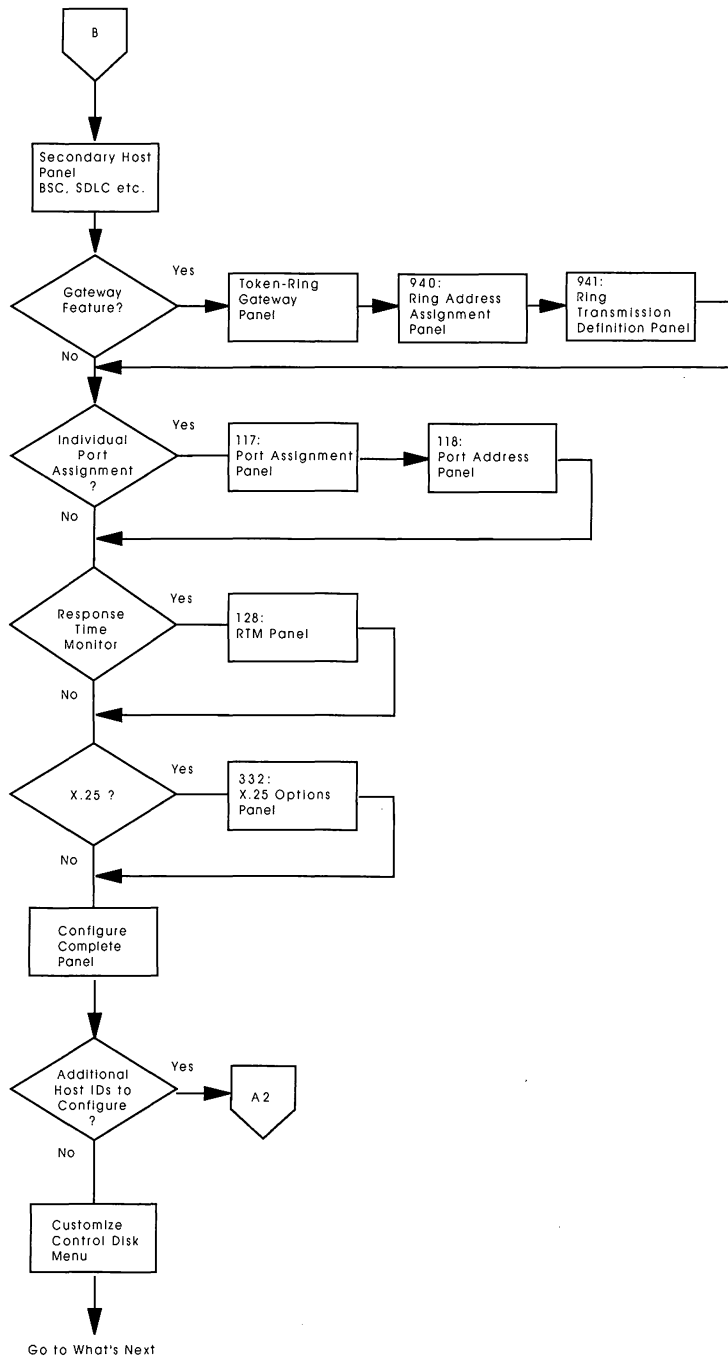 B
Secondary Host
Panel
BSC, SDLC etc.
Gateway
Feature?
Yes
Token-Ring
Gateway
Panel
940:
Ring Address
Assignment
Panel
941:
Ring
Transmission
Definition Panel
No
Individual
Port
Assignment
?
Yes
117:
Port Assignment
Panel
118:
Port Address
Panel
No
Response
Time
Monitor
Yes
128:
RTM Panel
No
X.25 ?
Yes
332:
X.25 Options
Panel
No
Configure
Complete
Panel
Additional
Host IDs to
Configure
?
Yes
A2
No
Customize
Control Disk
Menu
Go to What's Next